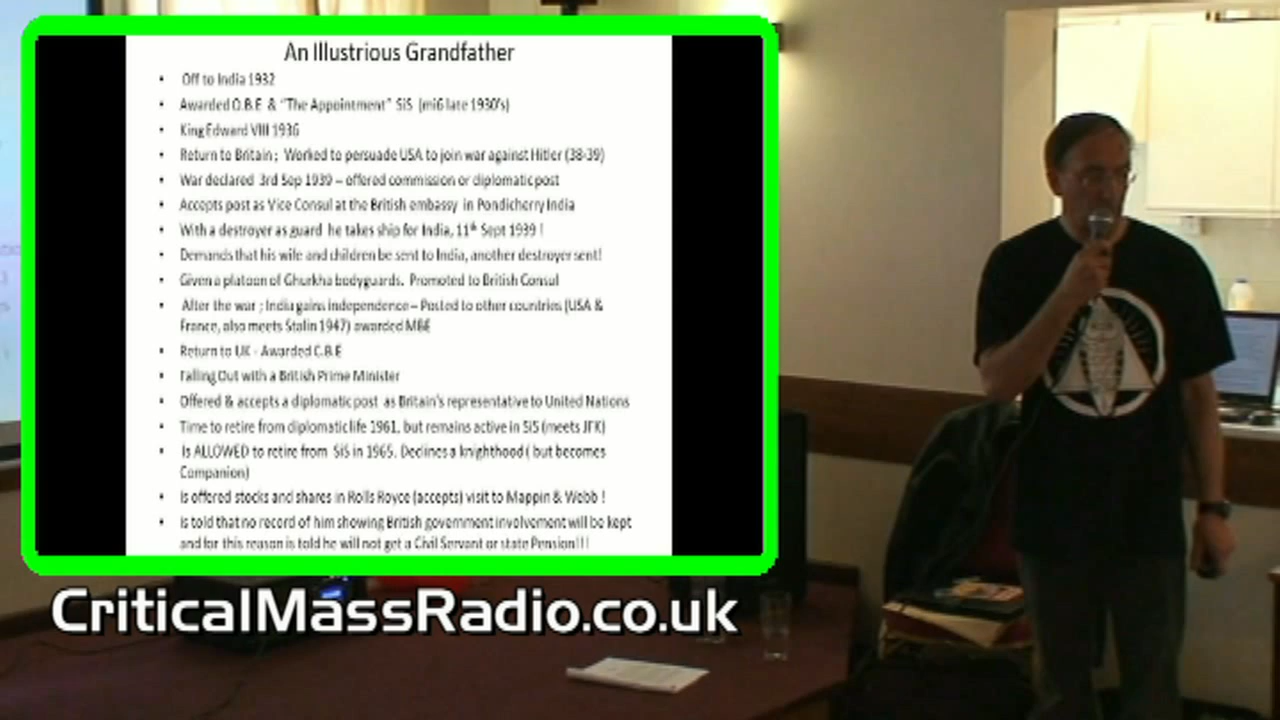 An Illustrious Grandfather
• Off to India 1932
• Awarded O.B.E & "The Appointment" SiS (mi6 late 1930's)
• King Edward VIII 1936
• Return to Britain ; Worked to persuade USA to join war against Hitler (38-39)
• War declared 3rd Sep 1939 – offered commission or diplomatic post
• Accepts post as Vice Consul at the British embassy in Pondicherry India
• With a destroyer as guard he takes ship for India, 11th Sept 1939 !
• Demands that his wife and children be sent to India, another destroyer sent!
• Given a platoon of Ghurkha bodyguards. Promoted to British Consul
• After the war ; India gains independence – Posted to other countries (USA &
France, also meets Stalin 1947) awarded MBE
• Return to UK - Awarded C.B.E
• Falling Out with a British Prime Minister
• Offered & accepts a diplomatic post as Britain's representative to United Nations
• Time to retire from diplomatic life 1961, but remains active in SiS (meets JFK)
• Is ALLOWED to retire from SiS in 1965. Declines a knighthood ( but becomes
Companion)
• Is offered stocks and shares in Rolls Royce (accepts) visit to Mappin & Webb !
• Is told that no record of him showing British government involvement will be kept
and for this reason is told he will not get a Civil Servant or state Pension!!!
CriticalMassRadio.co.uk